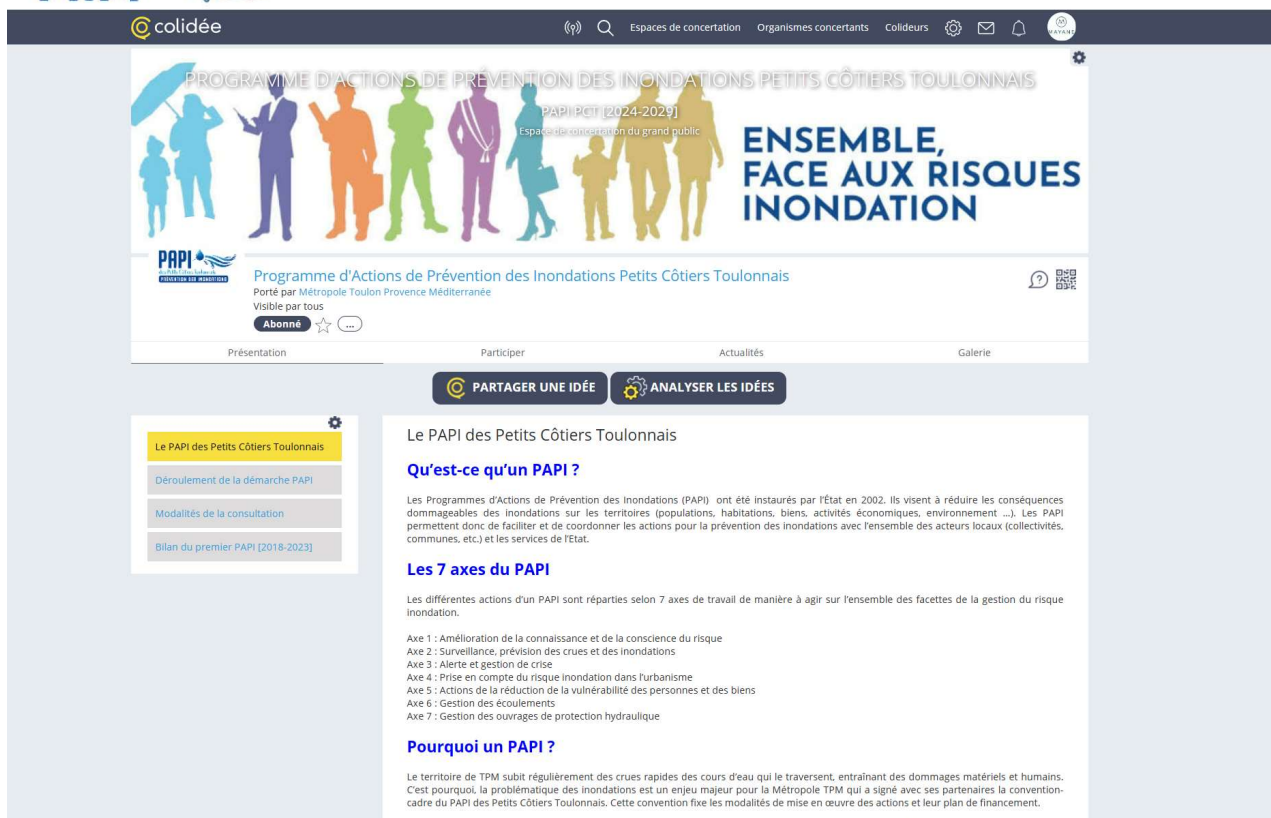 colidée
Espaces de concertation Organismes concertants Colideurs
MAYANE
PROGRAMME D'ACTIONS DE PRÉVENTION DES INONDATIONS PETITS CÔTIERS TOULONNAIS
PAPI PCT [2024-2029]
Espace de concertation du grand public
ENSEMBLE,
FACE AUX RISQUES
INONDATION
PAPI
des Petits Côtiers Toulonnais
PRÉVENTION DES INONDATIONS
Programme d'Actions de Prévention des Inondations Petits Côtiers Toulonnais
Porté par Métropole Toulon Provence Méditerranée
Visible par tous
Abonné ...
Présentation Participer Actualités Galerie
PARTAGER UNE IDÉE ANALYSER LES IDÉES
Le PAPI des Petits Côtiers Toulonnais
Déroulement de la démarche PAPI
Modalités de la consultation
Bilan du premier PAPI [2018-2023]
Le PAPI des Petits Côtiers Toulonnais
Qu'est-ce qu'un PAPI ?
Les Programmes d'Actions de Prévention des Inondations (PAPI) ont été instaurés par l'État en 2002. Ils visent à réduire les conséquences
dommageables des inondations sur les territoires (populations, habitations, biens, activités économiques, environnement ...). Les PAPI
permettent donc de faciliter et de coordonner les actions pour la prévention des inondations avec l'ensemble des acteurs locaux (collectivités,
communes, etc.) et les services de l'Etat.
Les 7 axes du PAPI
Les différentes actions d'un PAPI sont réparties selon 7 axes de travail de manière à agir sur l'ensemble des facettes de la gestion du risque
inondation.
Axe 1 : Amélioration de la connaissance et de la conscience du risque
Axe 2 : Surveillance, prévision des crues et des inondations
Axe 3 : Alerte et gestion de crise
Axe 4 : Prise en compte du risque inondation dans l'urbanisme
Axe 5 : Actions de la réduction de la vulnérabilité des personnes et des biens
Axe 6 : Gestion des écoulements
Axe 7 : Gestion des ouvrages de protection hydraulique
Pourquoi un PAPI ?
Le territoire de TPM subit régulièrement des crues rapides des cours d'eau qui le traversent, entraînant des dommages matériels et humains.
C'est pourquoi, la problématique des inondations est un enjeu majeur pour la Métropole TPM qui a signé avec ses partenaires la convention-
cadre du PAPI des Petits Côtiers Toulonnais. Cette convention fixe les modalités de mise en œuvre des actions et leur plan de financement.